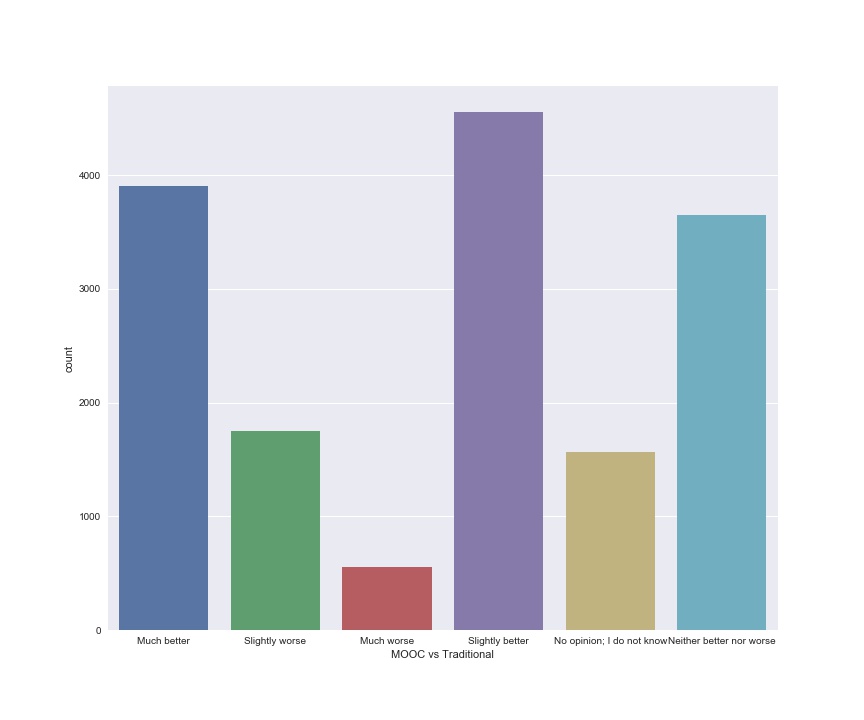 4000
3000
2000
1000
0
count
Much better
Slightly worse
Much worse
Slightly better
No opinion; I do not know
Neither better nor worse
MOOC vs Traditional